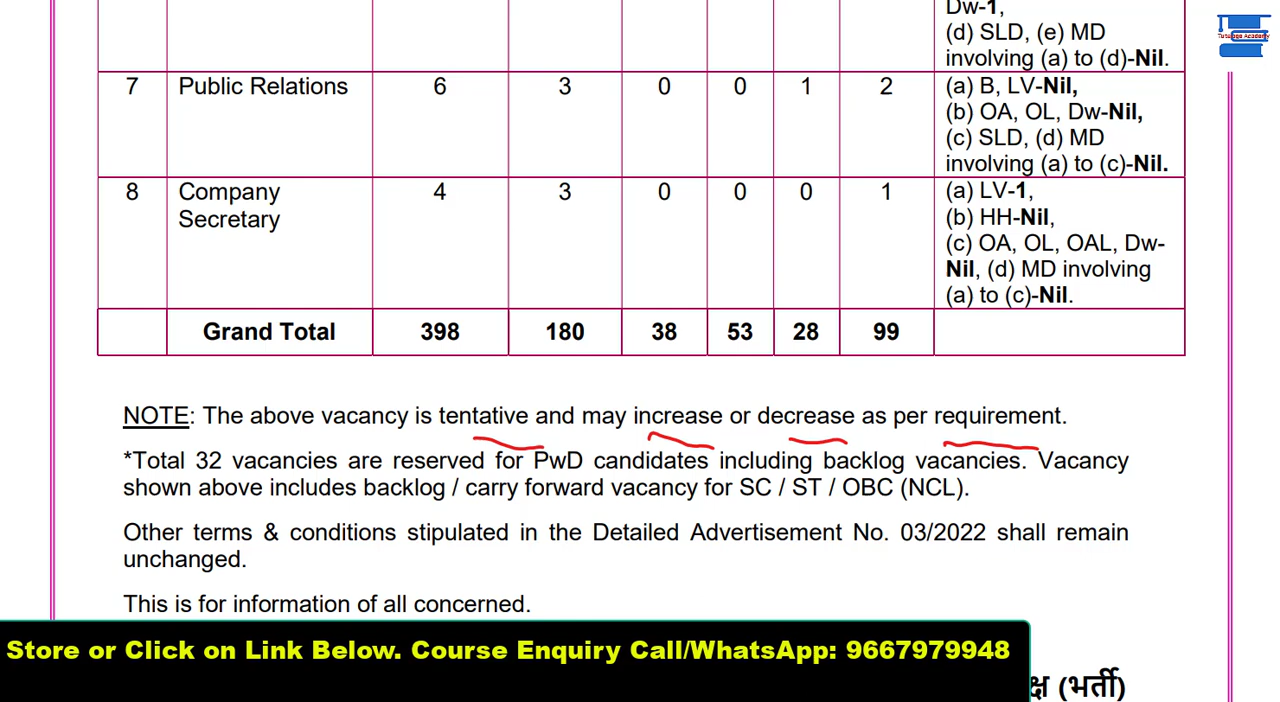 Dw-1,
(d) SLD, (e) MD
involving (a) to (d)-Nil.
7 Public Relations 6 3 0 0 1 2 (a) B, LV-Nil,
(b) OA, OL, Dw-Nil,
(c) SLD, (d) MD
involving (a) to (c)-Nil.
8 Company Secretary 4 3 0 0 0 1 (a) LV-1,
(b) HH-Nil,
(c) OA, OL, OAL, Dw-
Nil, (d) MD involving
(a) to (c)-Nil.
Grand Total 398 180 38 53 28 99
NOTE: The above vacancy is tentative and may increase or decrease as per requirement.
*Total 32 vacancies are reserved for PwD candidates including backlog vacancies. Vacancy
shown above includes backlog / carry forward vacancy for SC / ST / OBC (NCL).
Other terms & conditions stipulated in the Detailed Advertisement No. 03/2022 shall remain
unchanged.
This is for information of all concerned.
Store or Click on Link Below. Course Enquiry Call/WhatsApp: 9667979948
(भर्ती)